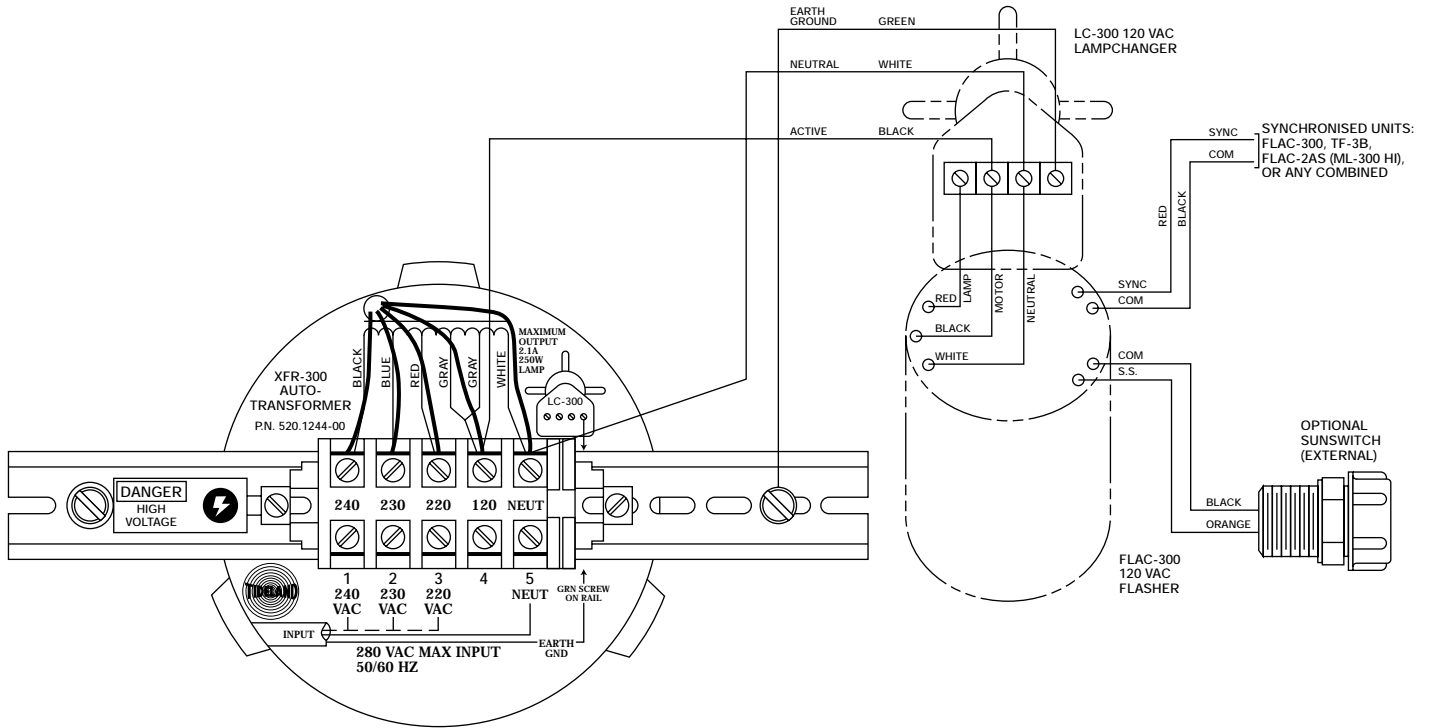 EARTH
GROUND GREEN
NEUTRAL WHITE
ACTIVE BLACK
LC-300 120 VAC
LAMPCHANGER
SYNC
COM
SYNCHRONISED UNITS:
FLAC-300, TF-3B,
FLAC-2AS (ML-300 HI),
OR ANY COMBINED
RED
BLACK
LAMP
MOTOR
NEUTRAL
RED
BLACK
WHITE
SYNC
COM
COM
S.S.
BLACK
ORANGE
OPTIONAL
SUNSWITCH
(EXTERNAL)
FLAC-300
120 VAC
FLASHER
XFR-300
AUTO-
TRANSFORMER
P.N. 520.1244-00
BLACK
BLUE
RED
GRAY
GRAY
WHITE
MAXIMUM
OUTPUT
2.1A
250W
LAMP
LC-300
DANGER
HIGH
VOLTAGE
240 230 220 120 NEUT
1 2 3 4 5
240 230 220 NEUT
VAC VAC VAC
GRN SCREW
ON RAIL
TIDELAND
INPUT
EARTH
GND
280 VAC MAX INPUT
50/60 HZ